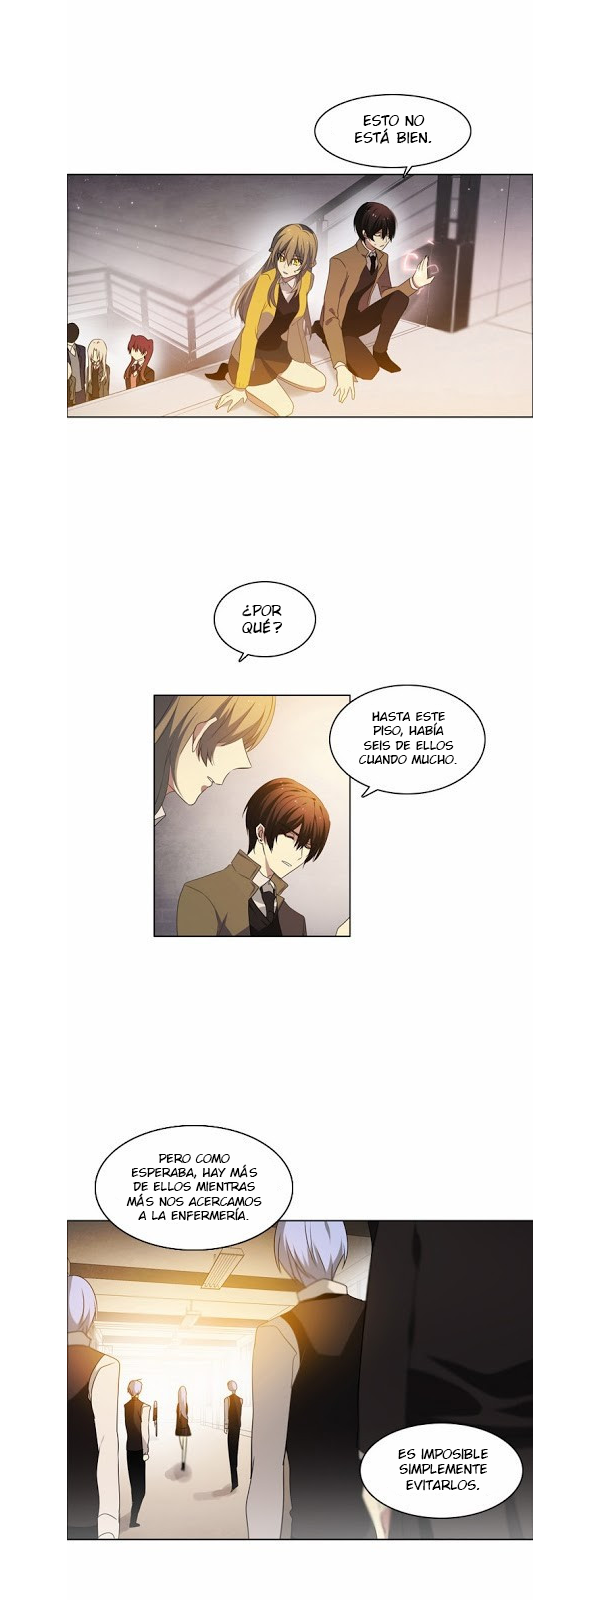 ESTO NO
ESTÁ BIEN.
¿POR
QUÉ?
HASTA ESTE
PISO, HABÍA
SEIS DE ELLOS
CUANDO MUCHO.
PERO COMO
ESPERABA, HAY MÁS
DE ELLOS MIENTRAS
MÁS NOS ACERCAMOS
A LA ENFERMERÍA.
ES IMPOSIBLE
SIMPLEMENTE
EVITARLOS.